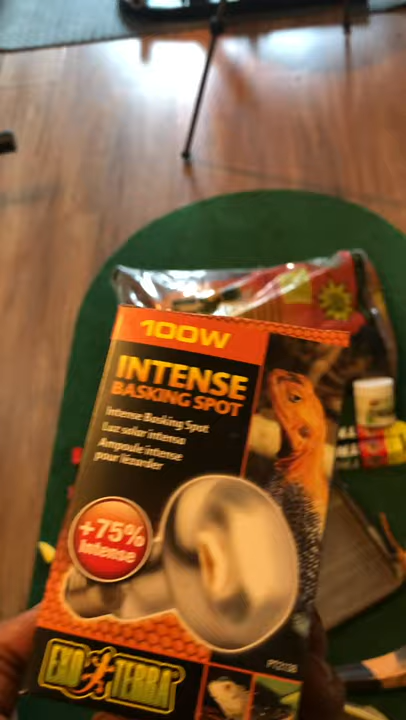 100W
INTENSE
BASKING SPOT
Intense Basking Spot
Luz solar intensa
Ampoule intense
pour lézarder
+75%
Intense
EXO TERRA